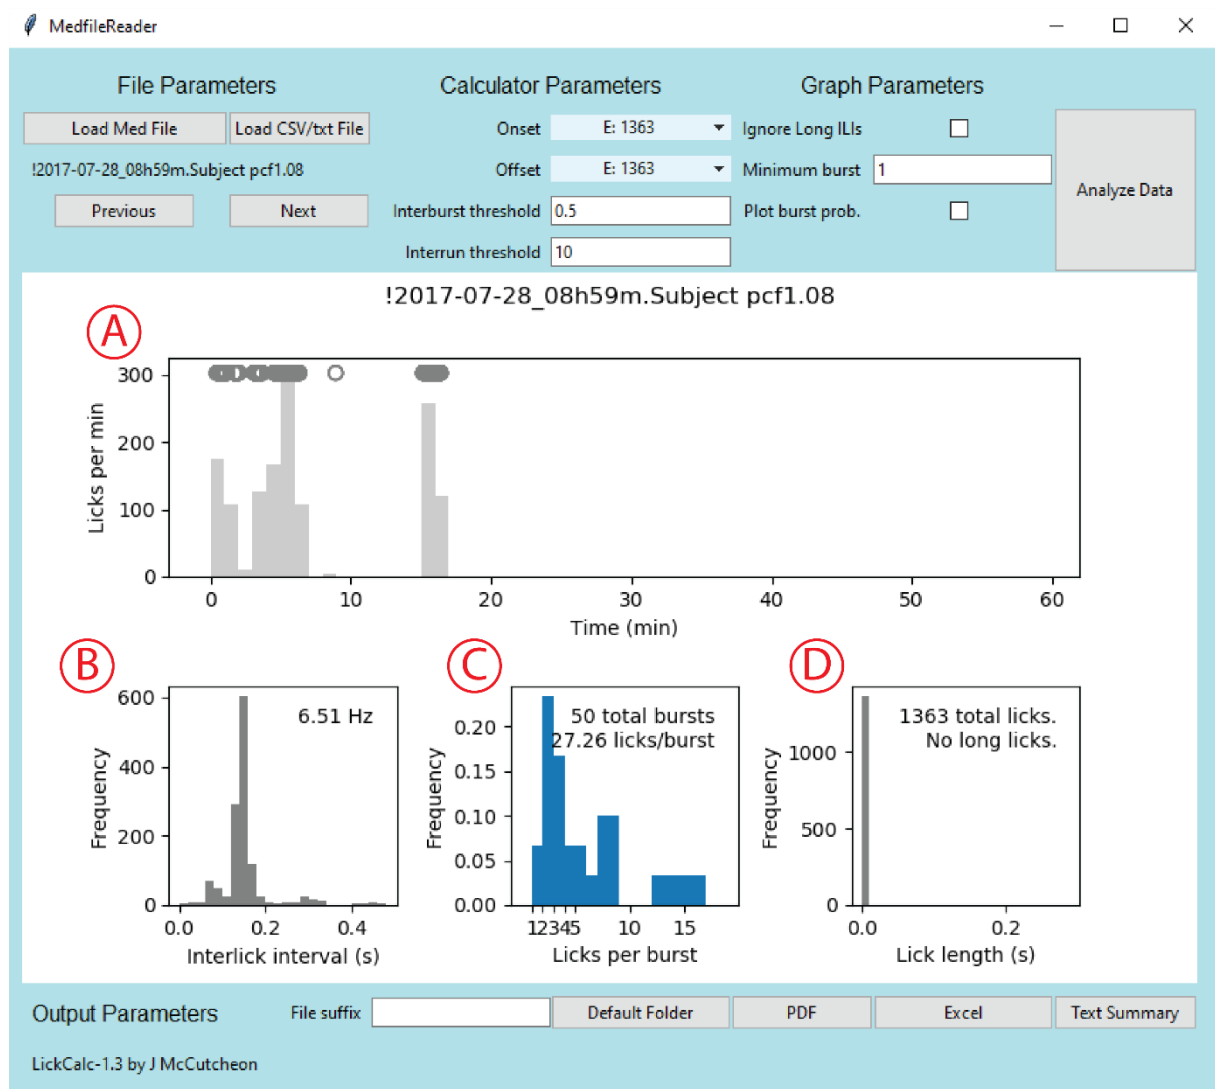 MedfileReader
File Parameters Calculator Parameters Graph Parameters
Load Med File Load CSV/txt File Onset E: 1363 Ignore Long ILIs
!2017-07-28_08h59m.Subject pcf1.08 Offset E: 1363 Minimum burst 1 Analyze Data
Previous Next Interburst threshold 0.5 Plot burst prob.
Interrun threshold 10
!2017-07-28_08h59m.Subject pcf1.08
A
300
200
100
0
Licks per min
0 10 20 30 40 50 60
Time (min)
B
600
400
200
0
Frequency
6.51 Hz
0.0 0.2 0.4
Interlick interval (s)
C
0.20
0.15
0.10
0.05
0.00
Frequency
50 total bursts
27.26 licks/burst
12345 10 15
Licks per burst
D
1000
500
0
Frequency
1363 total licks.
No long licks.
0.0 0.2
Lick length (s)
Output Parameters File suffix Default Folder PDF Excel Text Summary
LickCalc-1.3 by J McCutcheon